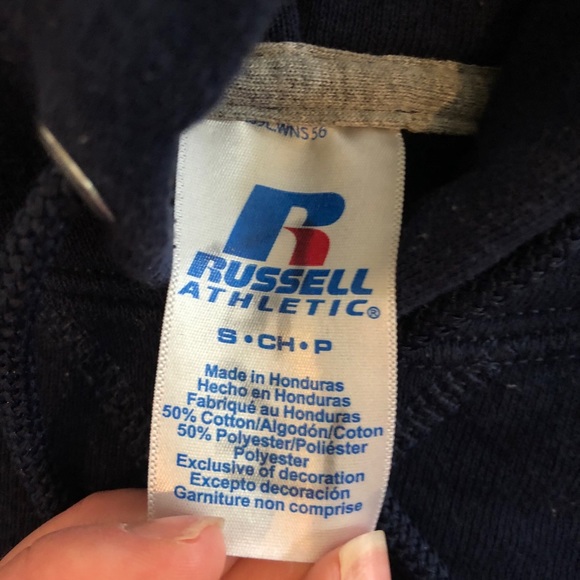 RUSSELL
ATHLETIC®
S•CH•P
Made in Honduras
Hecho en Honduras
Fabriqué au Honduras
50% Cotton/Algodón/Coton
50% Polyester/Poliéster
Polyester
Exclusive of decoration
Excepto decoración
Garniture non comprise